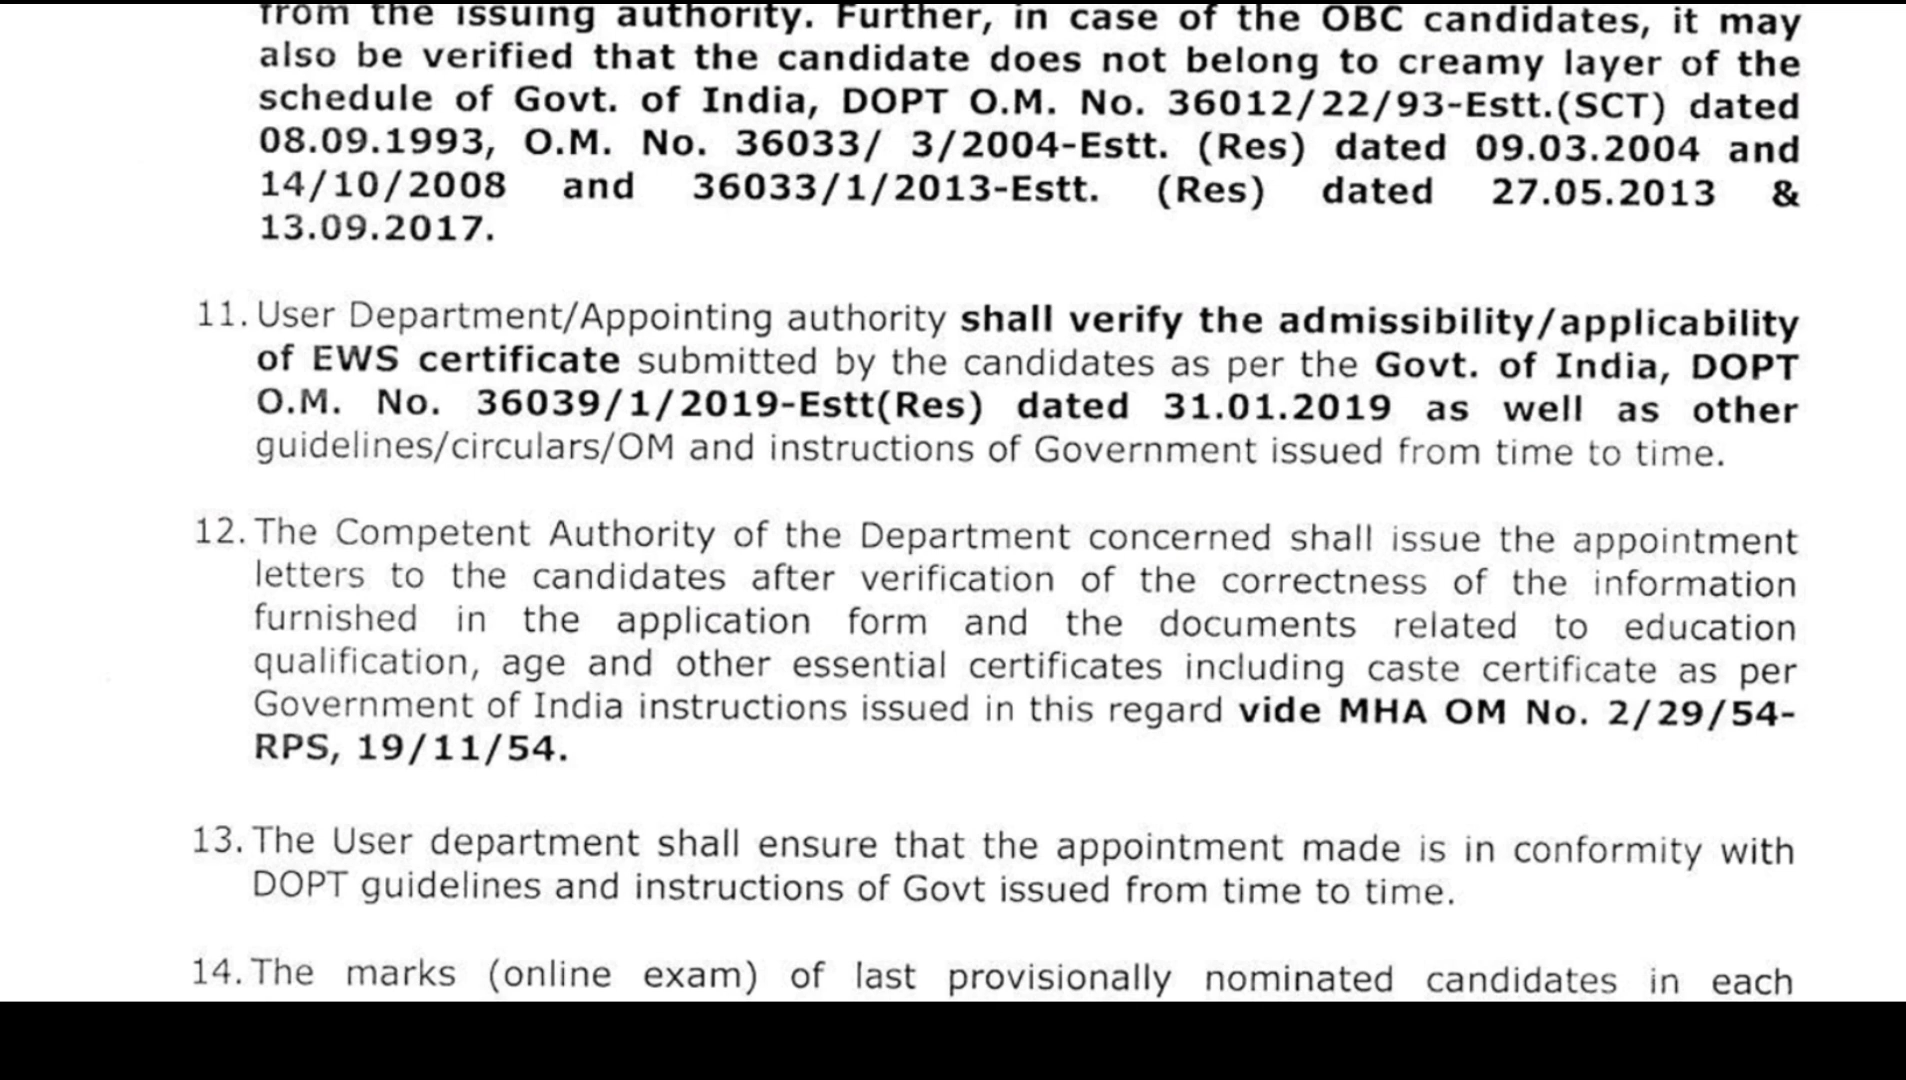 from the issuing authority. Further, in case of the OBC candidates, it may
also be verified that the candidate does not belong to creamy layer of the
schedule of Govt. of India, DOPT O.M. No. 36012/22/93-Estt.(SCT) dated
08.09.1993, O.M. No. 36033/ 3/2004-Estt. (Res) dated 09.03.2004 and
14/10/2008 and 36033/1/2013-Estt. (Res) dated 27.05.2013 &
13.09.2017.
11. User Department/Appointing authority shall verify the admissibility/applicability
of EWS certificate submitted by the candidates as per the Govt. of India, DOPT
O.M. No. 36039/1/2019-Estt(Res) dated 31.01.2019 as well as other
guidelines/circulars/OM and instructions of Government issued from time to time.
12. The Competent Authority of the Department concerned shall issue the appointment
letters to the candidates after verification of the correctness of the information
furnished in the application form and the documents related to education
qualification, age and other essential certificates including caste certificate as per
Government of India instructions issued in this regard vide MHA OM No. 2/29/54-
RPS, 19/11/54.
13. The User department shall ensure that the appointment made is in conformity with
DOPT guidelines and instructions of Govt issued from time to time.
14. The marks (online exam) of last provisionally nominated candidates in each